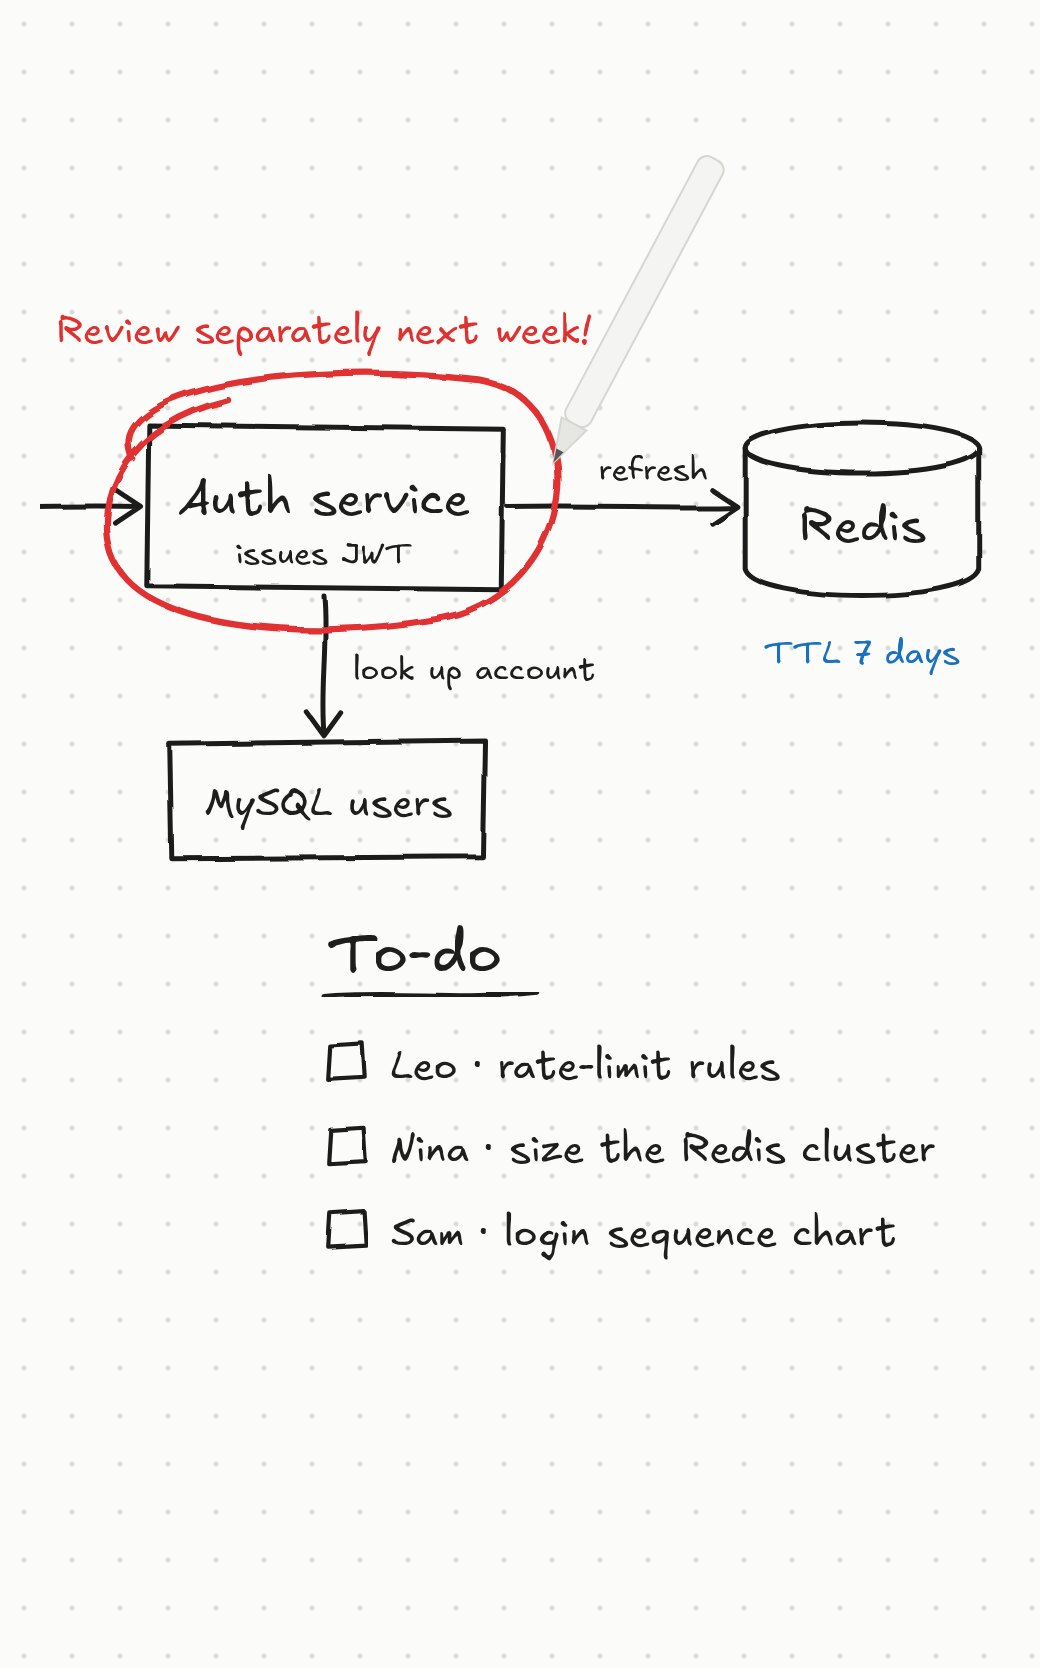 Review separately next week!
Auth service
issues JWT
refresh
Redis
TTL 7 days
look up account
MySQL users
To-do
Leo · rate-limit rules
Nina · size the Redis cluster
Sam · login sequence chart